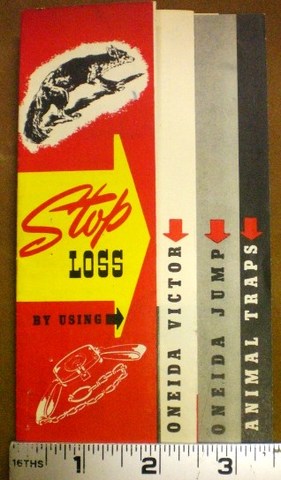 Stop
LOSS
BY USING
ONEIDA VICTOR
ONEIDA JUMP
ANIMAL TRAPS
16THS 1 2 3